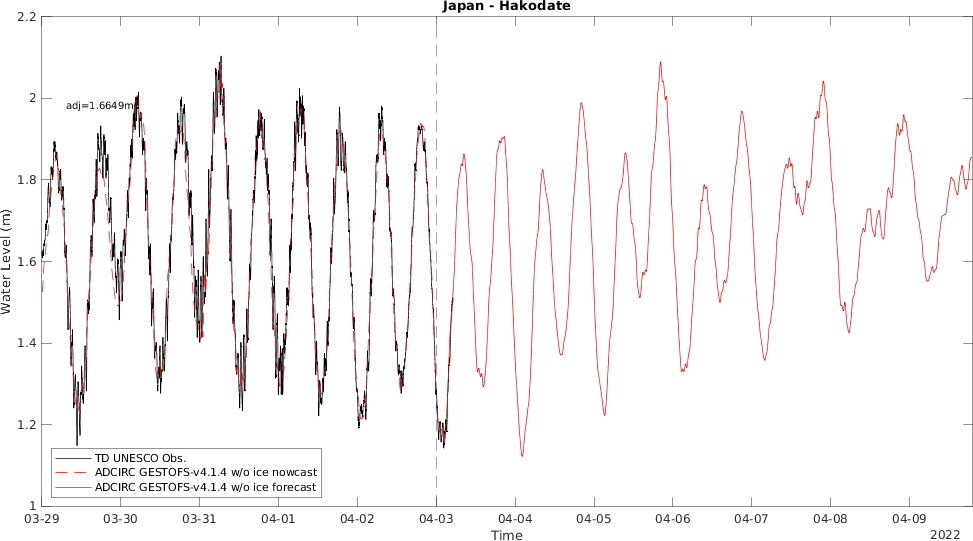 Japan - Hakodate
2.2
2
1.8
1.6
1.4
1.2
1
Water Level (m)
adj=1.6649m
TD UNESCO Obs.
ADCIRC GESTOFS-v4.1.4 w/o ice nowcast
ADCIRC GESTOFS-v4.1.4 w/o ice forecast
03-29 03-30 03-31 04-01 04-02 04-03 04-04 04-05 04-06 04-07 04-08 04-09
Time
2022